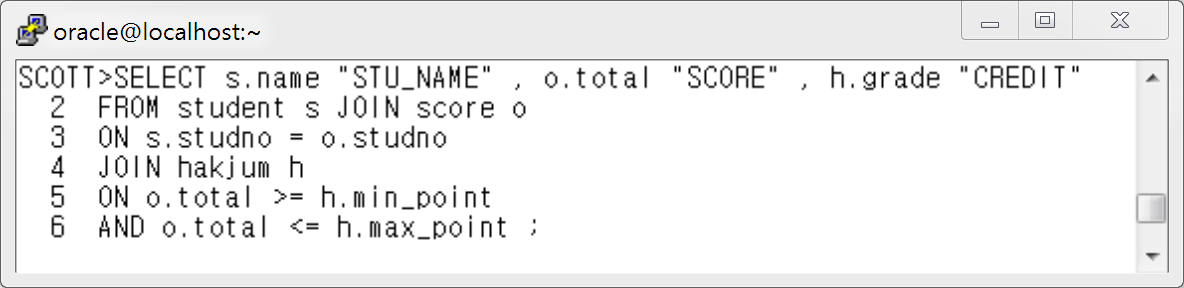 oracle@localhost:~
SCOTT>SELECT s.name "STU_NAME" , o.total "SCORE" , h.grade "CREDIT"
2 FROM student s JOIN score o
3 ON s.studno = o.studno
4 JOIN hakjum h
5 ON o.total >= h.min_point
6 AND o.total <= h.max_point ;